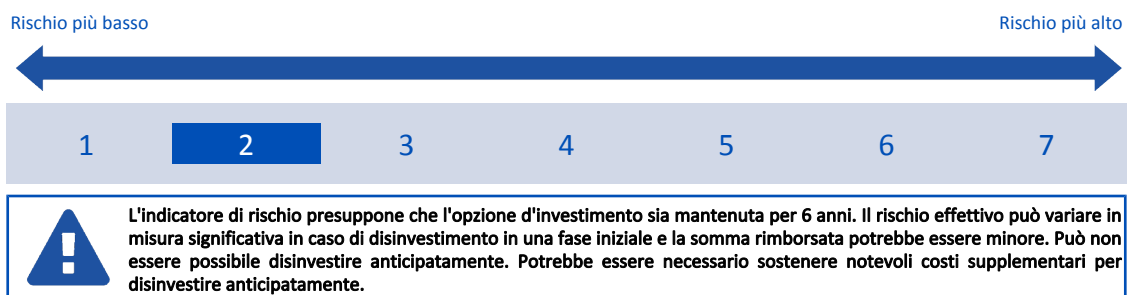 Rischio più basso Rischio più alto
1 2 3 4 5 6 7
L'indicatore di rischio presuppone che l'opzione d'investimento sia mantenuta per 6 anni. Il rischio effettivo può variare in
misura significativa in caso di disinvestimento in una fase iniziale e la somma rimborsata potrebbe essere minore. Può non
essere possibile disinvestire anticipatamente. Potrebbe essere necessario sostenere notevoli costi supplementari per
disinvestire anticipatamente.